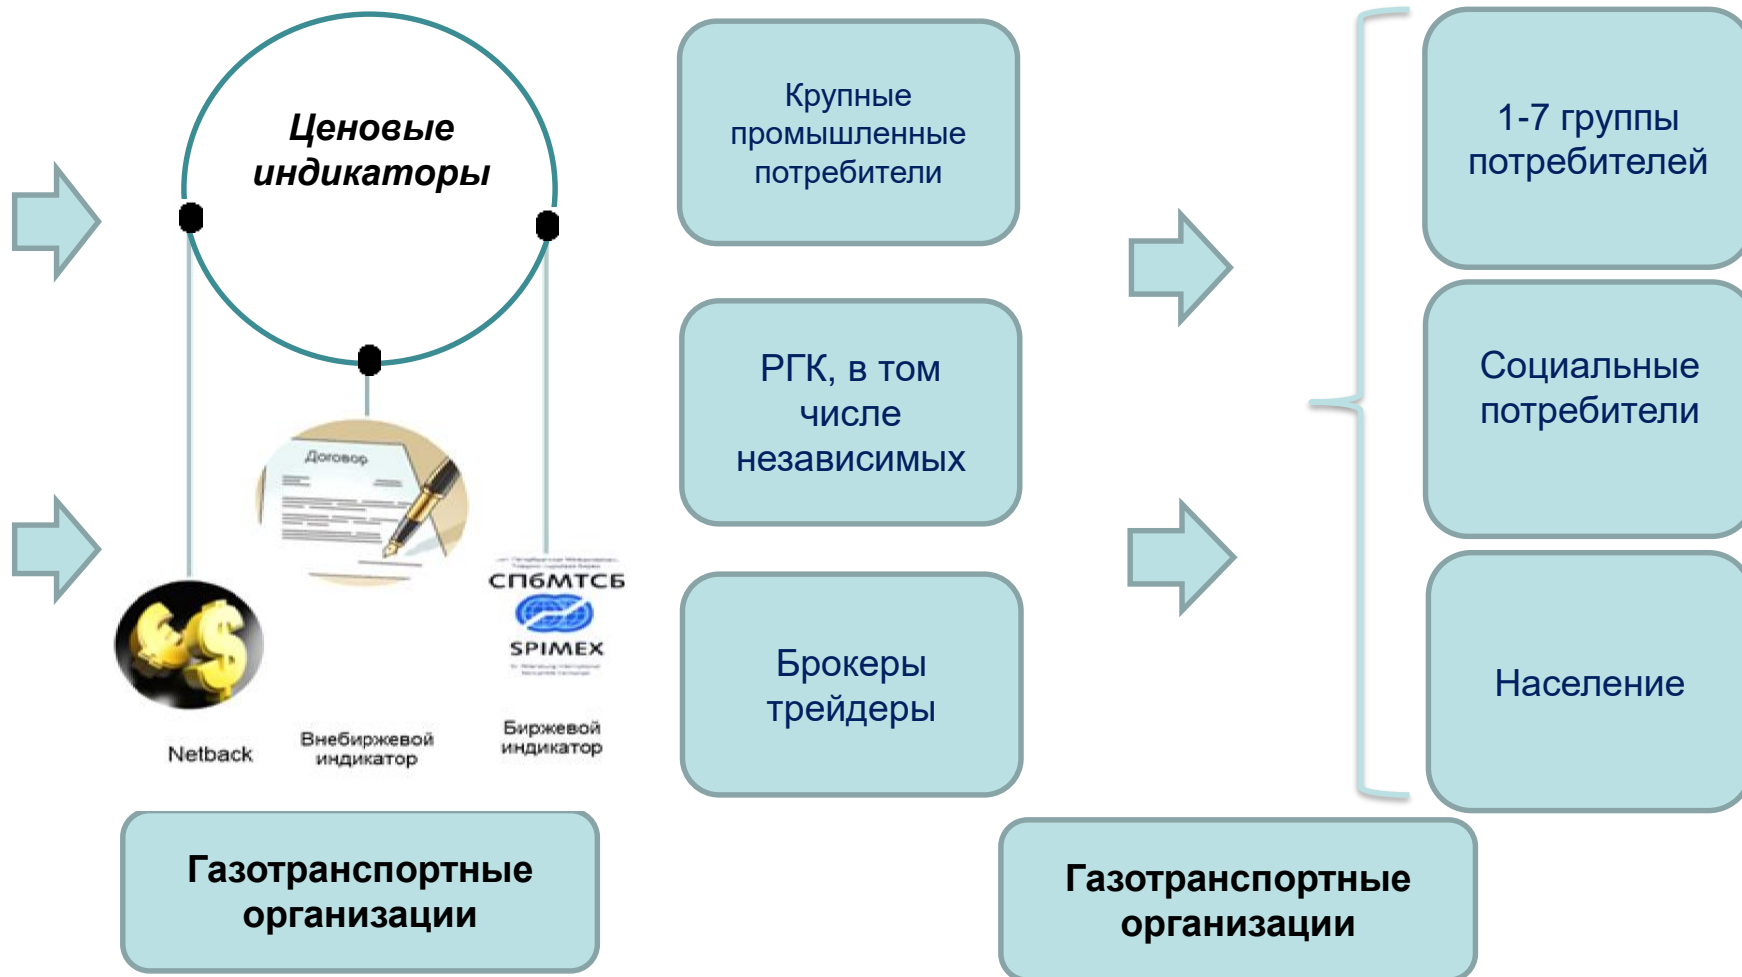 Ценовые
индикаторы
Договор
СПбМТСБ
SPIMEX
Netback
Внебиржевой
индикатор
Биржевой
индикатор
Газотранспортные
организации
Крупные
промышленные
потребители
РГК, в том
числе
независимых
Брокеры
трейдеры
1-7 группы
потребителей
Социальные
потребители
Население
Газотранспортные
организации